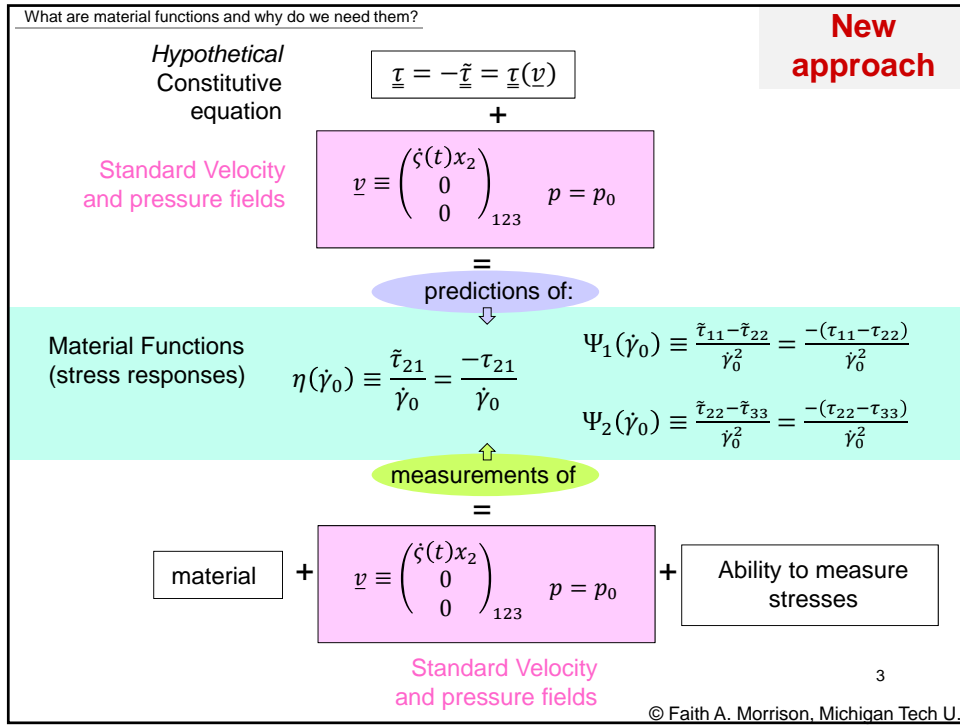 What are material functions and why do we need them?
New
approach
Hypothetical
Constitutive
equation
τ̳ = −τ̳̃ = τ̳(v̲)
+
Standard Velocity
and pressure fields
v̲ ≡ (ς̇(t)x₂ 0 0)₁₂₃ p = p₀
=
predictions of:
Material Functions
(stress responses)
η(γ̇₀) ≡ τ̃₂₁/γ̇₀ = −τ₂₁/γ̇₀
Ψ₁(γ̇₀) ≡ (τ̃₁₁−τ̃₂₂)/γ̇₀² = −(τ₁₁−τ₂₂)/γ̇₀²
Ψ₂(γ̇₀) ≡ (τ̃₂₂−τ̃₃₃)/γ̇₀² = −(τ₂₂−τ₃₃)/γ̇₀²
measurements of
=
material + v̲ ≡ (ς̇(t)x₂ 0 0)₁₂₃ p = p₀ + Ability to measure
stresses
Standard Velocity
and pressure fields
3
© Faith A. Morrison, Michigan Tech U.